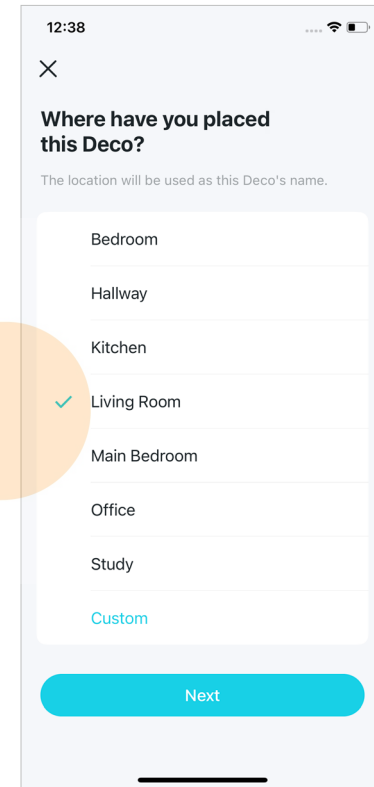 12:38
Where have you placed
this Deco?
The location will be used as this Deco's name.
Bedroom
Hallway
Kitchen
Living Room
Main Bedroom
Office
Study
Custom
Next